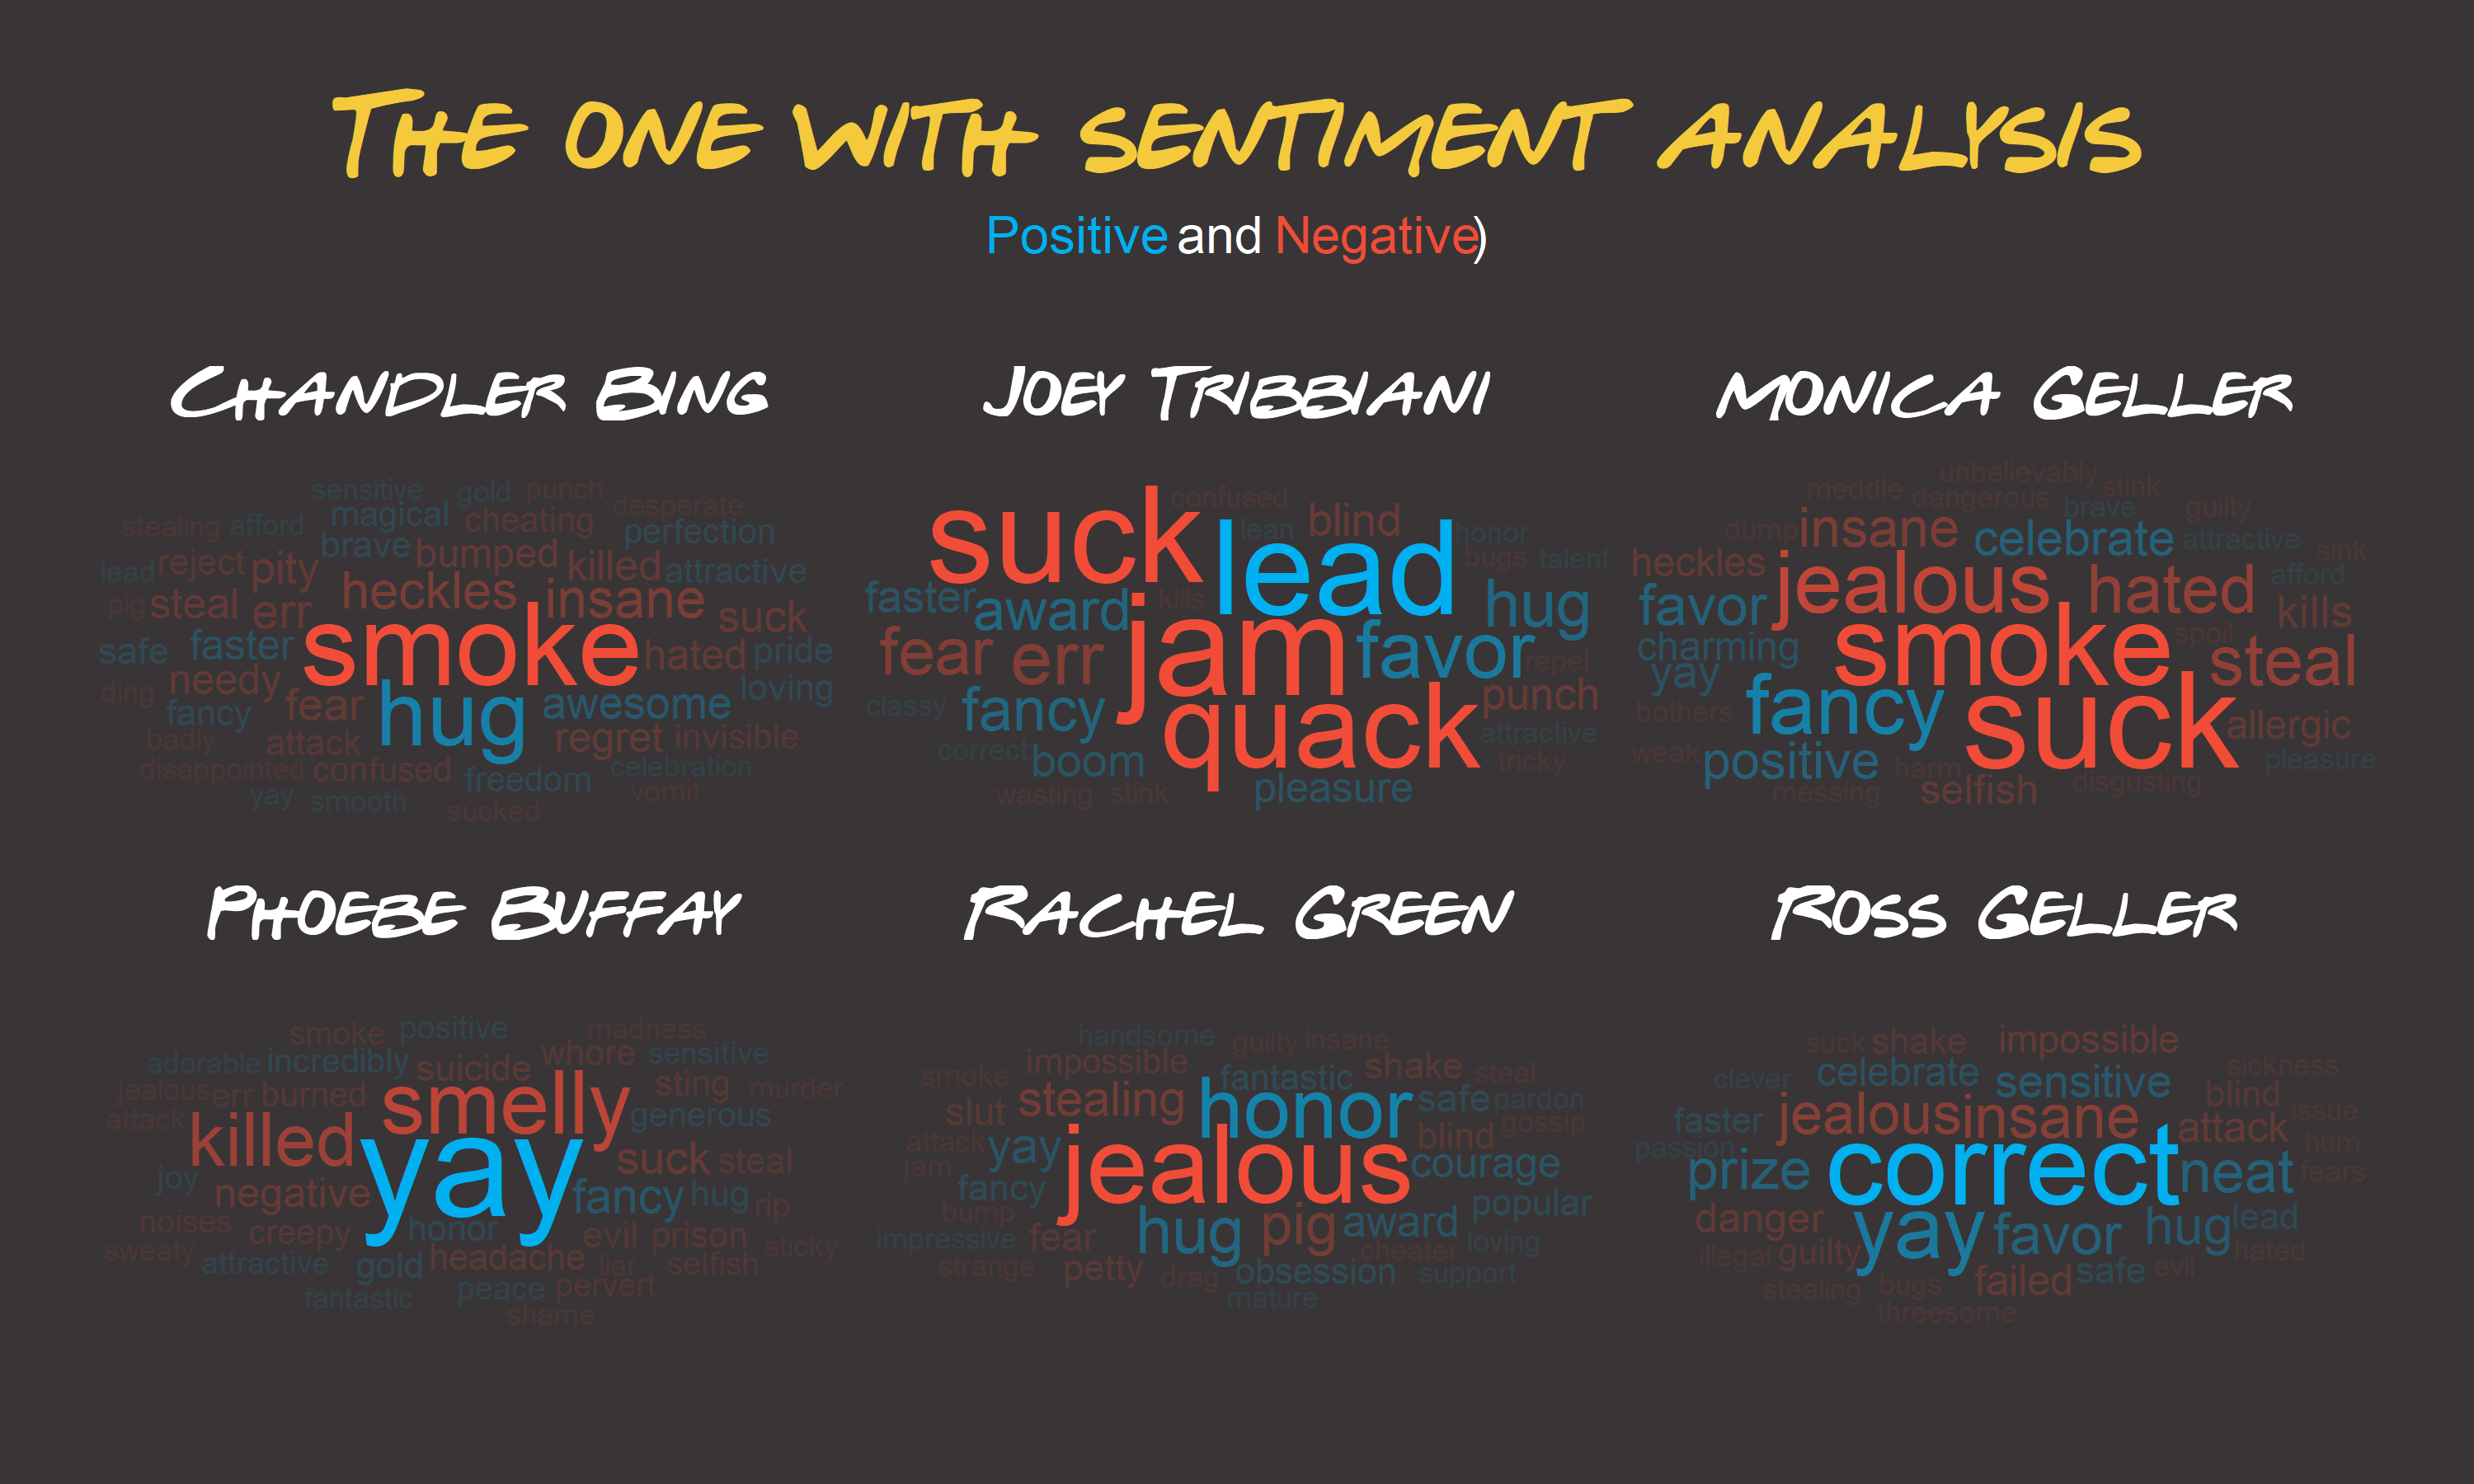 The one with sentiment analysis
Positive and Negative)
Chandler Bing
Joey Tribbiani
Monica Geller
sensitive gold punch desperate
stealing afford magical cheating perfection
brave bumped killed attractive
lead reject pity heckles insane
pig steal err suck
safe faster smoke hated pride
ding needy hug awesome loving
fancy fear
badly attack regret invisible
disappointed confused freedom celebration
yay smooth sucked vomit
suck confused lean blind honor
lead bugs talent
faster award kills hug
fear err jam favor repel
classy fancy quack punch
correct boom attractive
wasting stink pleasure tricky
unbelievably
meddle dangerous brave stink guilty
dump insane celebrate attractive sink
heckles jealous hated afford
favor smoke kills
charming spoil steal
yay fancy suck
bothers allergic
weak positive harm disgusting pleasure
messing selfish
Phoebe Buffay
Rachel Green
Ross Geller
smoke positive madness
adorable incredibly suicide whore sensitive
jealous err burned smelly sting murder
attack killed generous
yay suck steal
joy negative fancy hug rip
noises creepy honor evil prison
sweaty attractive gold headache liar selfish sticky
fantastic peace pervert
shame
handsome guilty insane
smoke impossible fantastic shake steal
slut stealing honor safe pardon
attack yay blind gossip
jam jealous courage
fancy popular
bump hug pig award
impressive fear cheater loving
strange petty drag obsession support
mature
suck shake impossible
clever celebrate sensitive sickness
faster jealous insane blind issue
passion attack hum
prize correct neat fears
danger yay favor hug lead
illegal guilty hated
stealing bugs failed safe evil
threesome